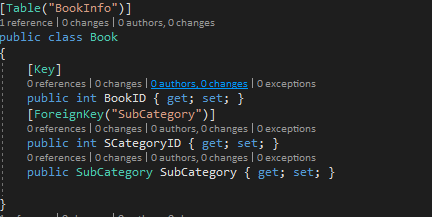 [Table("BookInfo")]
1 reference | 0 changes | 0 authors, 0 changes
public class Book
{
[Key]
0 references | 0 changes | 0 authors, 0 changes | 0 exceptions
public int BookID { get; set; }
[ForeignKey("SubCategory")]
0 references | 0 changes | 0 authors, 0 changes | 0 exceptions
public int SCategoryID { get; set; }
0 references | 0 changes | 0 authors, 0 changes | 0 exceptions
public SubCategory SubCategory { get; set; }
}